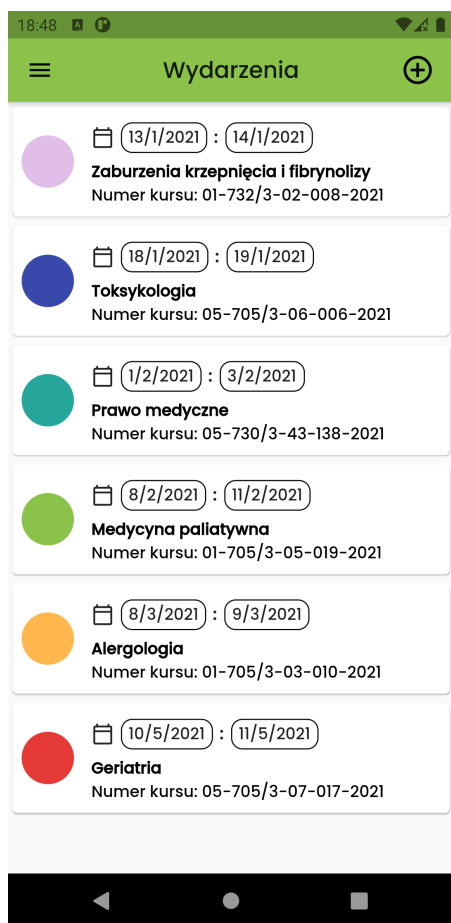 18:48
Wydarzenia
13/1/2021 : 14/1/2021
Zaburzenia krzepnięcia i fibrynolizy
Numer kursu: 01-732/3-02-008-2021
18/1/2021 : 19/1/2021
Toksykologia
Numer kursu: 05-705/3-06-006-2021
1/2/2021 : 3/2/2021
Prawo medyczne
Numer kursu: 05-730/3-43-138-2021
8/2/2021 : 11/2/2021
Medycyna paliatywna
Numer kursu: 01-705/3-05-019-2021
8/3/2021 : 9/3/2021
Alergologia
Numer kursu: 01-705/3-03-010-2021
10/5/2021 : 11/5/2021
Geriatria
Numer kursu: 05-705/3-07-017-2021